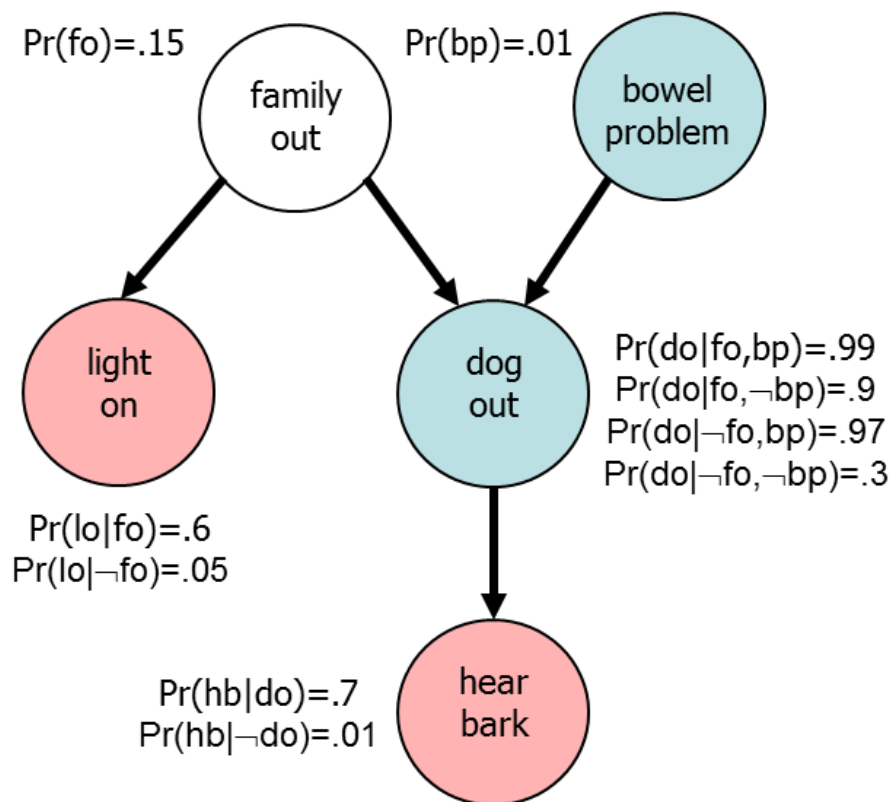 Pr(fo)=.15
family
out
Pr(bp)=.01
bowel
problem
light
on
dog
out
Pr(do|fo,bp)=.99
Pr(do|fo,¬bp)=.9
Pr(do|¬fo,bp)=.97
Pr(do|¬fo,¬bp)=.3
Pr(lo|fo)=.6
Pr(lo|¬fo)=.05
Pr(hb|do)=.7
Pr(hb|¬do)=.01
hear
bark